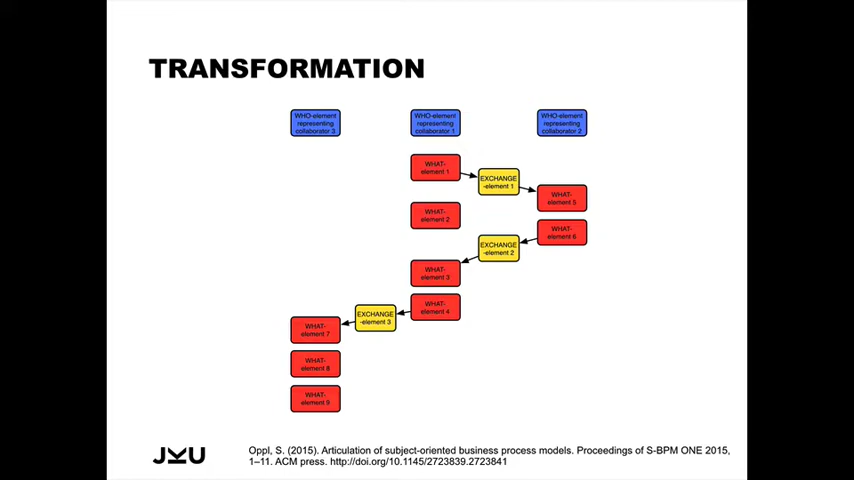 TRANSFORMATION
WHO-element
representing
collaborator 3
WHO-element
representing
collaborator 1
WHO-element
representing
collaborator 2
WHAT-
element 1
EXCHANGE
-element 1
WHAT-
element 5
WHAT-
element 2
WHAT-
element 6
EXCHANGE
-element 2
WHAT-
element 3
WHAT-
element 4
EXCHANGE
-element 3
WHAT-
element 7
WHAT-
element 8
WHAT-
element 9
JKU
Oppl, S. (2015). Articulation of subject-oriented business process models. Proceedings of S-BPM ONE 2015,
1–11. ACM press. http://doi.org/10.1145/2723839.2723841